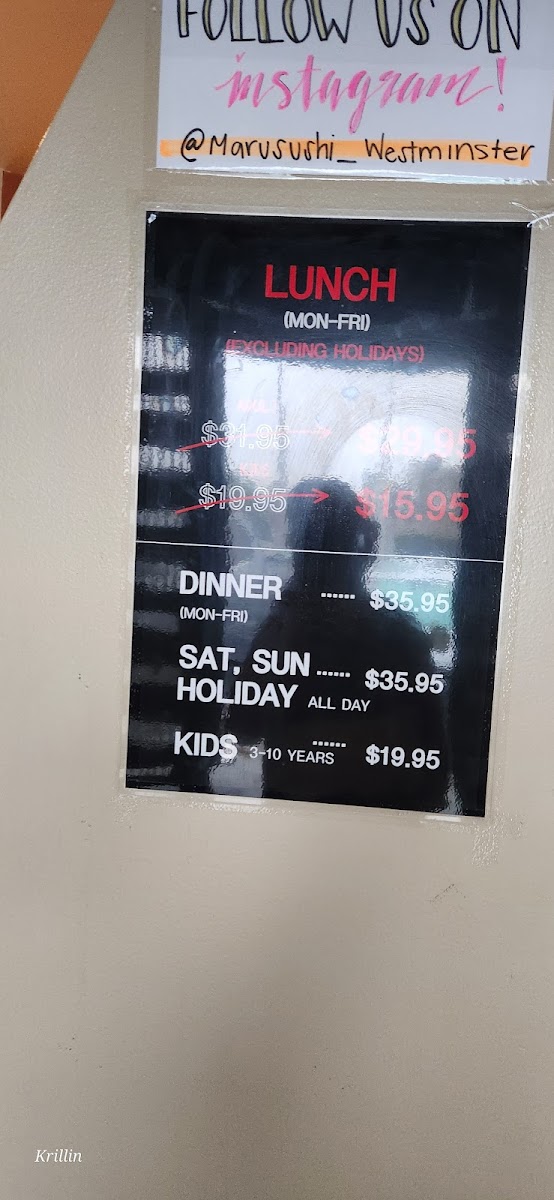 FOLLOW US ON
instagram!
@Marusushi_Westminster
LUNCH
(MON-FRI)
(EXCLUDING HOLIDAYS)
$31.95 $29.95
$19.95 $15.95
DINNER ...... $35.95
(MON-FRI)
SAT, SUN ...... $35.95
HOLIDAY ALL DAY
KIDS 3-10 YEARS ...... $19.95
Krillin